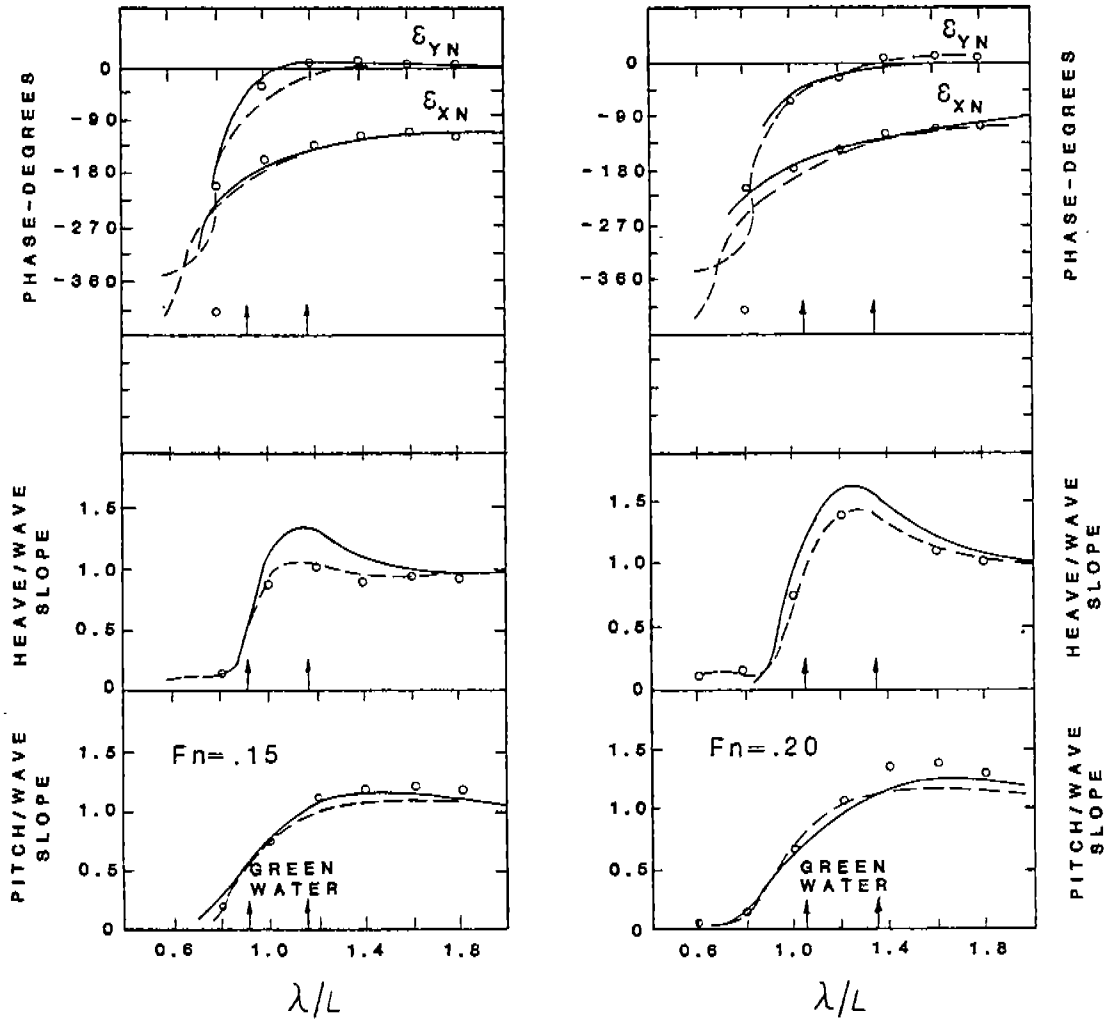 ε YN
ε XN
0
-90
-180
-270
-360
PHASE-DEGREES
ε YN
ε XN
0
-90
-180
-270
-360
PHASE-DEGREES
HEAVE/WAVE
SLOPE
1.5
1.0
0.5
0
1.5
1.0
0.5
0
HEAVE/WAVE
SLOPE
PITCH/WAVE
SLOPE
1.5
1.0
0.5
0
Fn=.15
GREEN
WATER
0.6 1.0 1.4 1.8
λ/L
1.5
1.0
0.5
0
Fn=.20
GREEN
WATER
0.6 1.0 1.4 1.8
λ/L
PITCH/WAVE
SLOPE